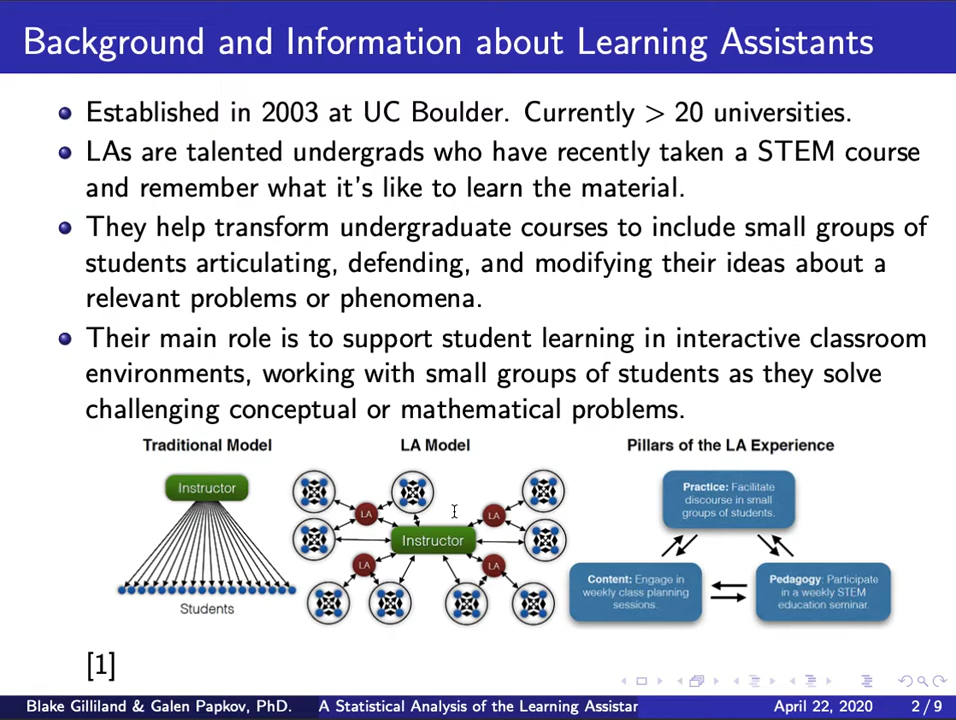 Background and Information about Learning Assistants
Established in 2003 at UC Boulder. Currently > 20 universities.
LAs are talented undergrads who have recently taken a STEM course
and remember what it's like to learn the material.
They help transform undergraduate courses to include small groups of
students articulating, defending, and modifying their ideas about a
relevant problems or phenomena.
Their main role is to support student learning in interactive classroom
environments, working with small groups of students as they solve
challenging conceptual or mathematical problems.
Traditional Model
Instructor
Students
LA Model
LA
LA
Instructor
LA
LA
Pillars of the LA Experience
Practice: Facilitate
discourse in small
groups of students.
Content: Engage in
weekly class planning
sessions.
Pedagogy: Participate
in a weekly STEM
education seminar.
[1]
Blake Gilliland & Galen Papkov, PhD.
A Statistical Analysis of the Learning Assistan
April 22, 2020
2 / 9